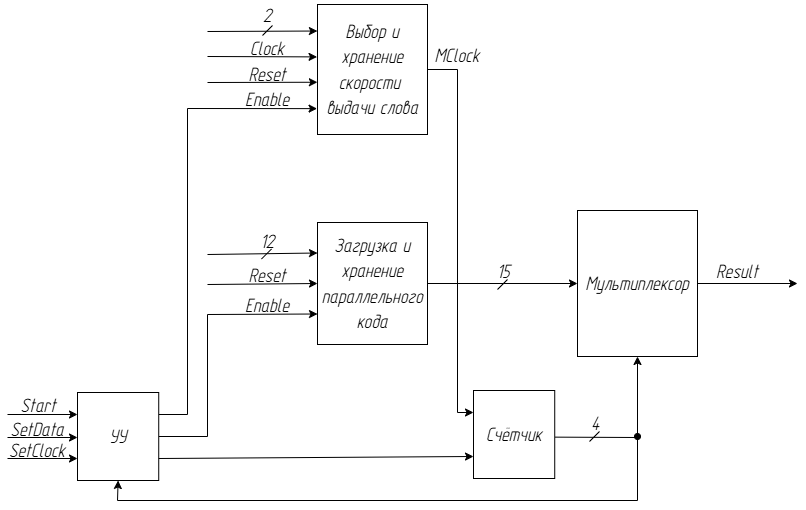 2
Clock
Reset
Enable
Выбор и
хранение
скорости
выдачи слова
MClock
12
Reset
Enable
Загрузка и
хранение
параллельного
кода
15
Мультиплексор
Result
Start
SetData
SetClock
УУ
Счётчик
4